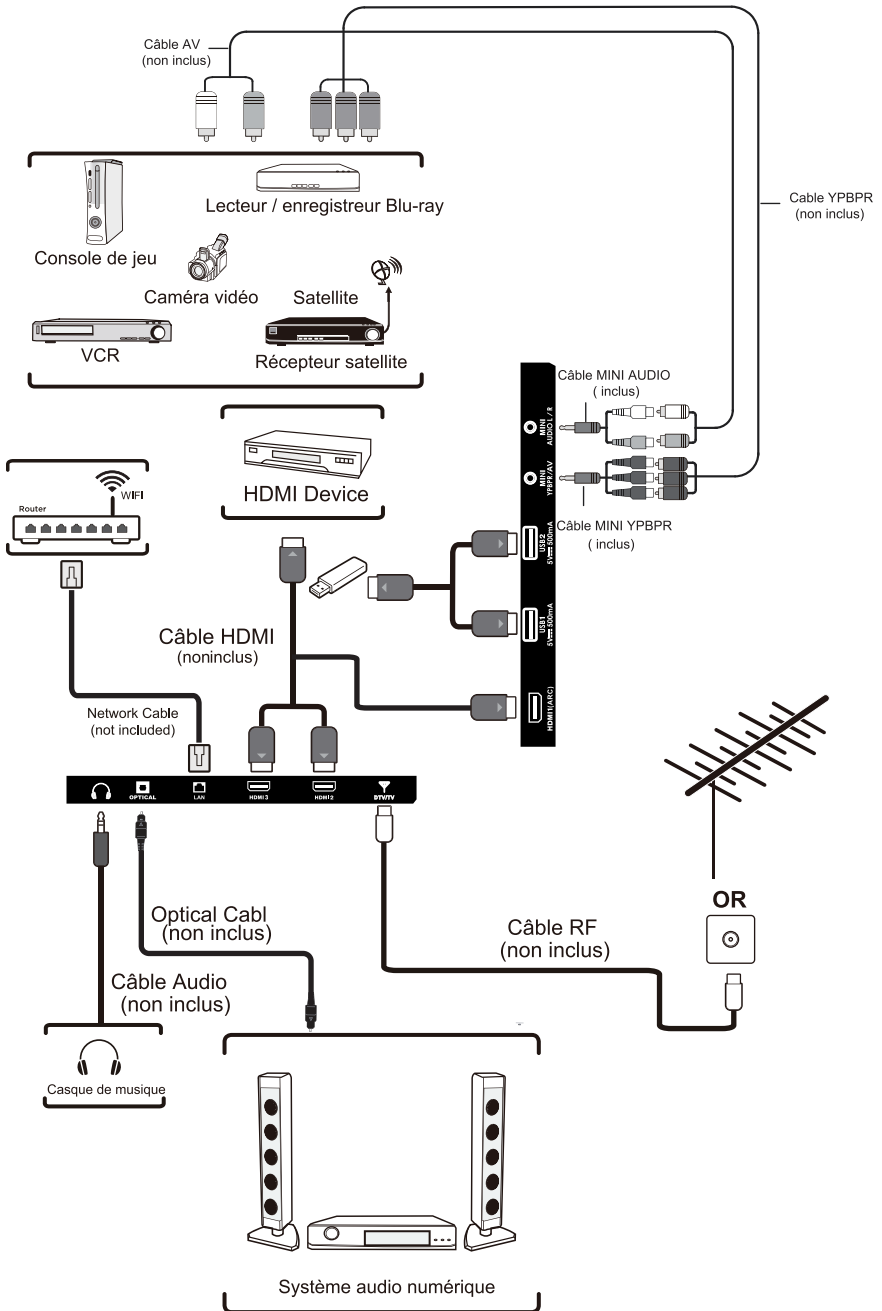 Câble AV
(non inclus)
Cable YPBPR
(non inclus)
Lecteur / enregistreur Blu-ray
Console de jeu
Caméra vidéo
Satellite
VCR
Récepteur satellite
Câble MINI AUDIO
( inclus)
MINI
AUDIO L / R
MINI
YPBPR/AV
Câble MINI YPBPR
( inclus)
HDMI Device
WIFI
Router
USB2
5V 500mA
USB1
5V 500mA
HDMI1(ARC)
Câble HDMI
(noninclus)
Network Cable
(not included)
OPTICAL
LAN
HDMI 3
HDMI 2
DTV/TV
OR
Optical Cabl
(non inclus)
Câble RF
(non inclus)
Câble Audio
(non inclus)
Casque de musique
Système audio numérique